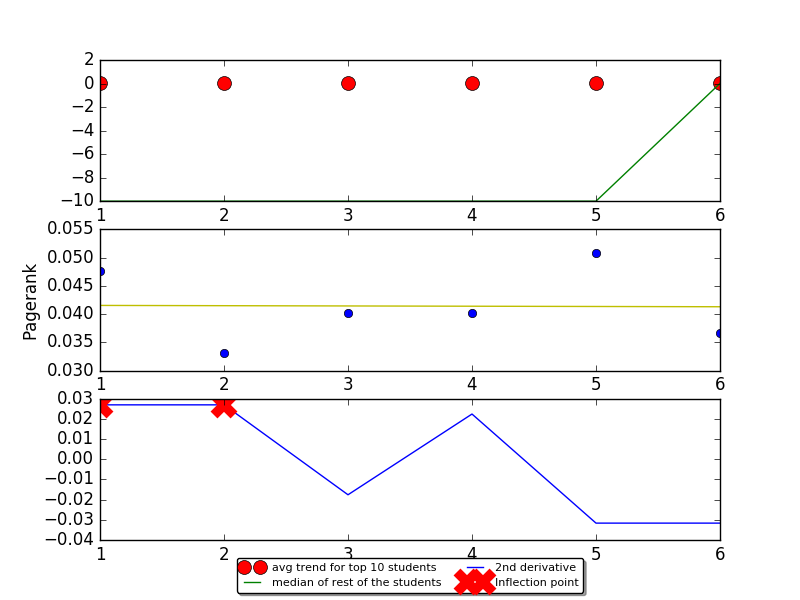 2
0
−2
−4
−6
−8
−10
1 2 3 4 5 6
Pagerank
0.055
0.050
0.045
0.040
0.035
0.030
1 2 3 4 5 6
0.03
0.02
0.01
0.00
−0.01
−0.02
−0.03
−0.04
1 2 3 4 5 6
avg trend for top 10 students
median of rest of the students
2nd derivative
Inflection point